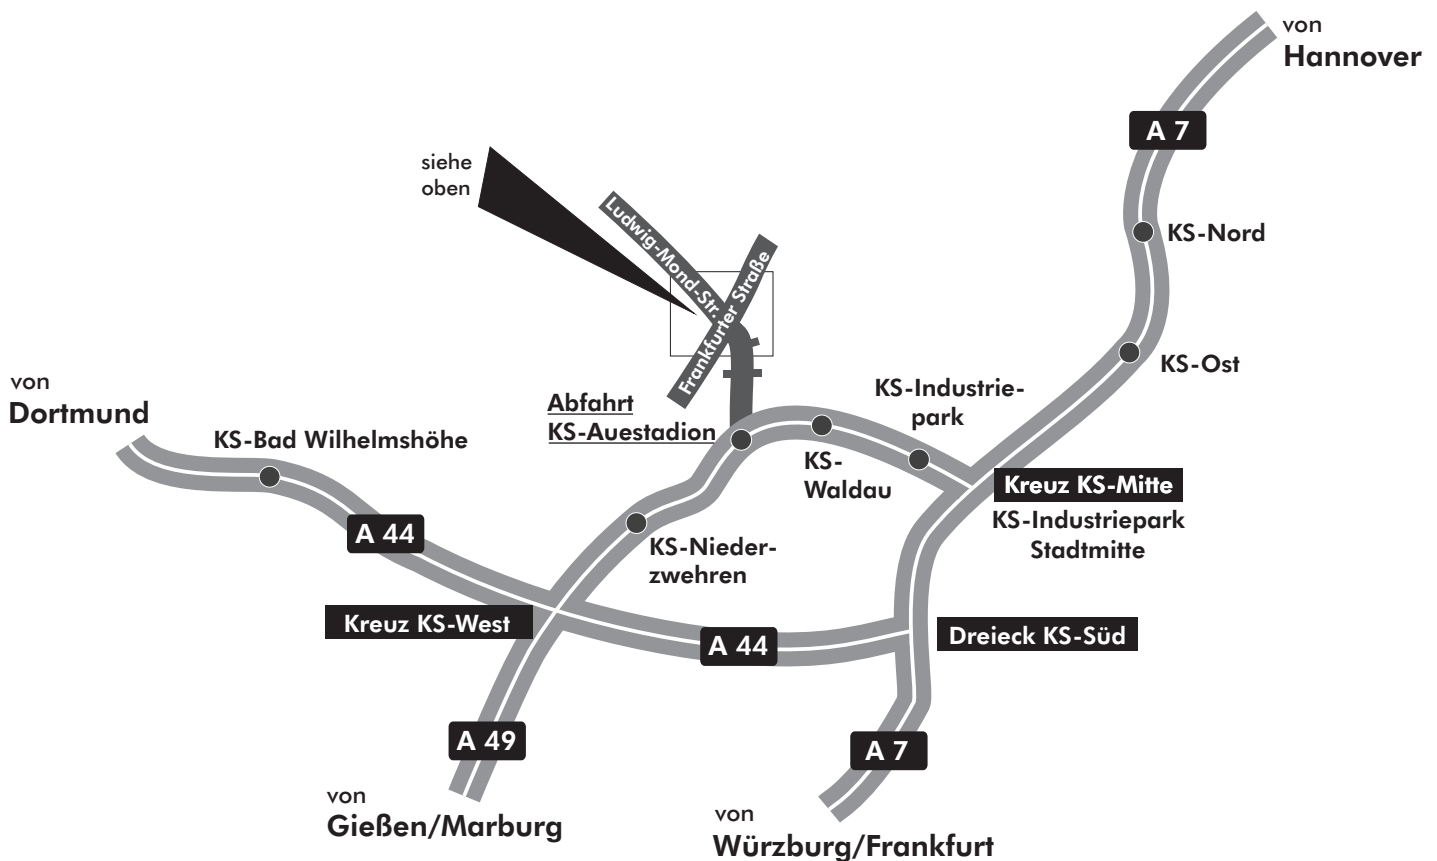 von
Hannover
A 7
siehe
oben
Ludwig-Mond-Str.
Frankfurter Straße
KS-Nord
KS-Ost
von
Dortmund
KS-Bad Wilhelmshöhe
Abfahrt
KS-Auestadion
KS-Industrie-
park
KS-
Waldau
Kreuz KS-Mitte
KS-Industriepark
Stadtmitte
A 44
KS-Nieder-
zwehren
Kreuz KS-West
A 44
Dreieck KS-Süd
A 49
A 7
von
Gießen/Marburg
von
Würzburg/Frankfurt